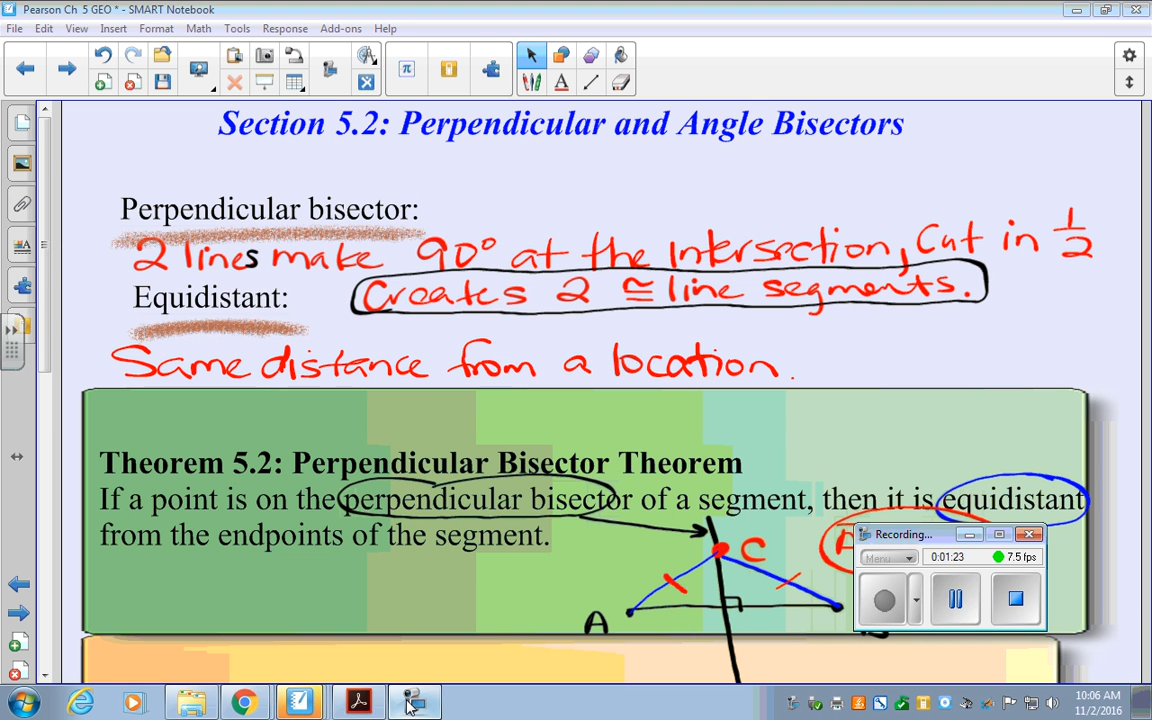 Pearson Ch 5 GEO * - SMART Notebook
File Edit View Insert Format Math Tools Response Add-ons Help
Section 5.2: Perpendicular and Angle Bisectors
Perpendicular bisector:
2 lines make 90° at the Intersection, Cut in 1/2
Equidistant: Creates 2 ≅ line segments.
Same distance from a location.
Theorem 5.2: Perpendicular Bisector Theorem
If a point is on the perpendicular bisector of a segment, then it is equidistant
from the endpoints of the segment.
Recording...
C
Menu 0:01:23 7.5 fps
A
10:06 AM
11/2/2016